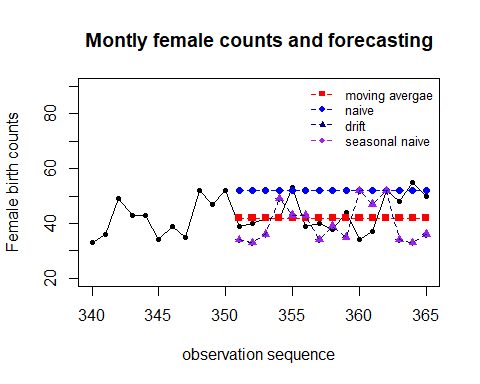 Montly female counts and forecasting
moving avergae
naive
drift
seasonal naive
Female birth counts
80
60
40
20
340 345 350 355 360 365
observation sequence